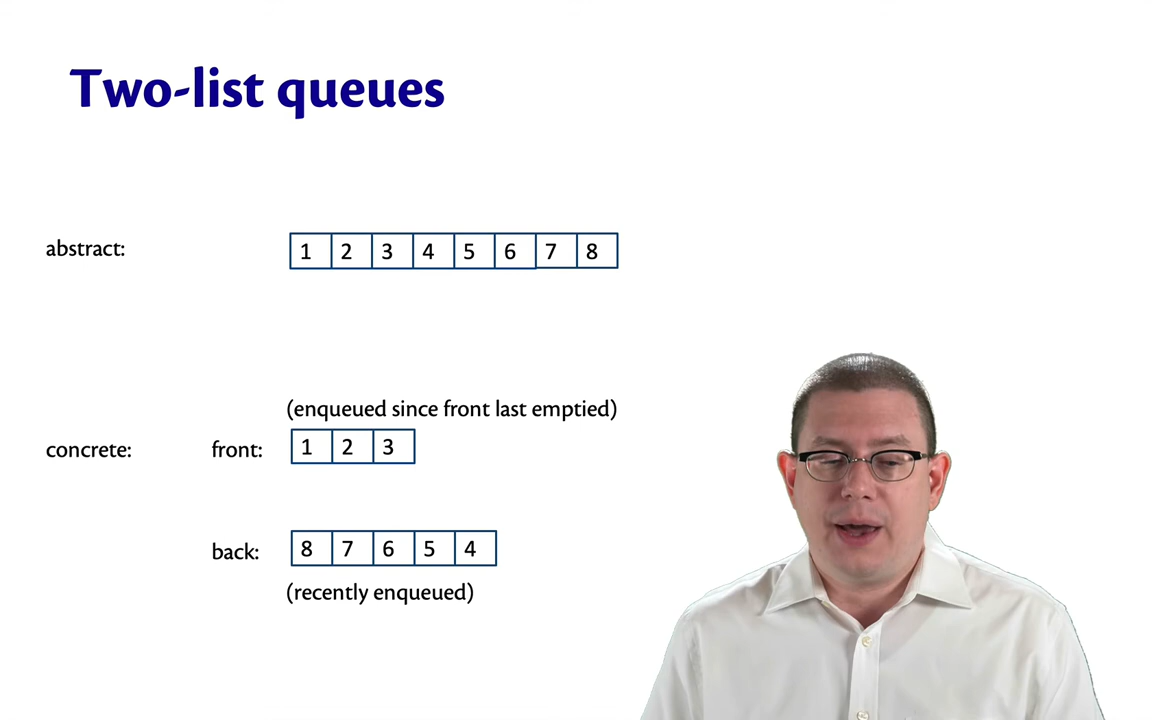 Two-list queues
abstract: 1 2 3 4 5 6 7 8
(enqueued since front last emptied)
concrete: front: 1 2 3
back: 8 7 6 5 4
(recently enqueued)